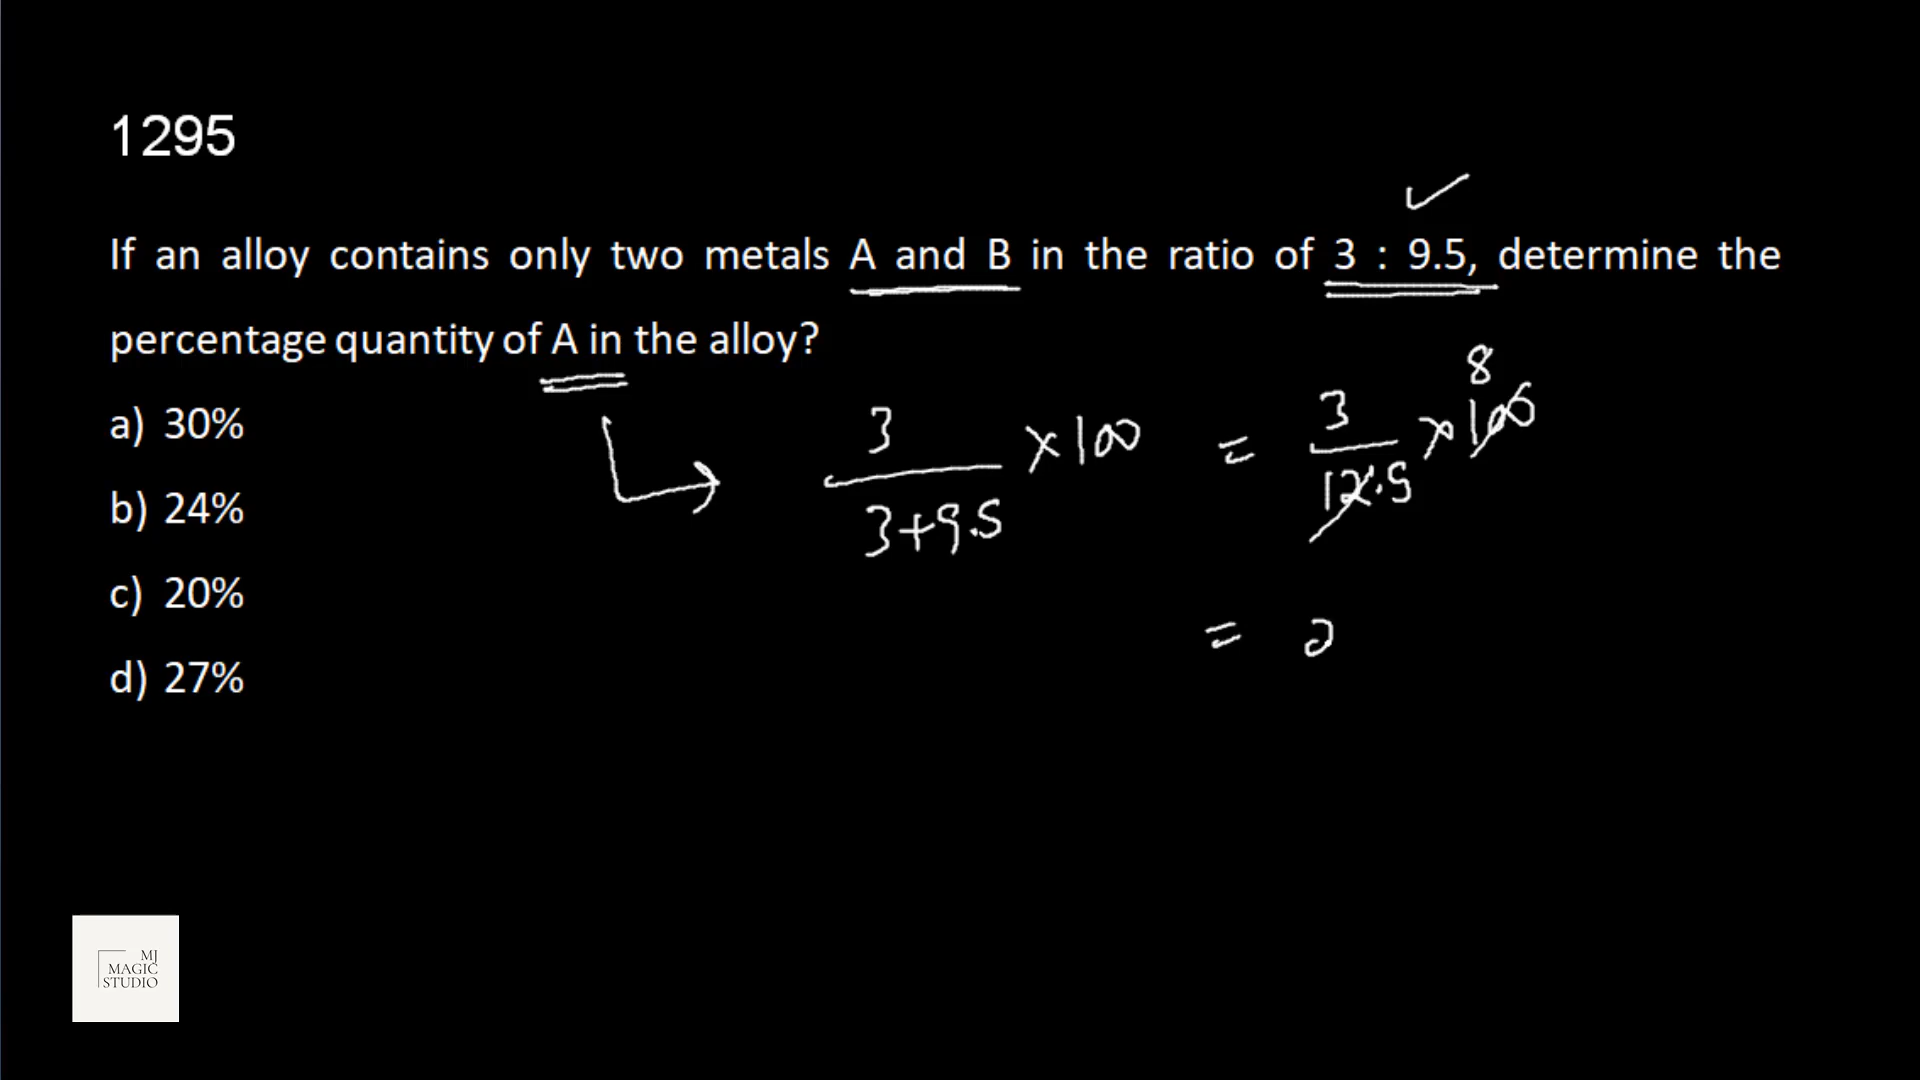 1295
If an alloy contains only two metals A and B in the ratio of 3 : 9.5, determine the
percentage quantity of A in the alloy?
a) 30%
b) 24%
c) 20%
d) 27%
3
3+9.5
×100
=
3
12.5
×100
8
= 2
MJ
MAGIC
STUDIO